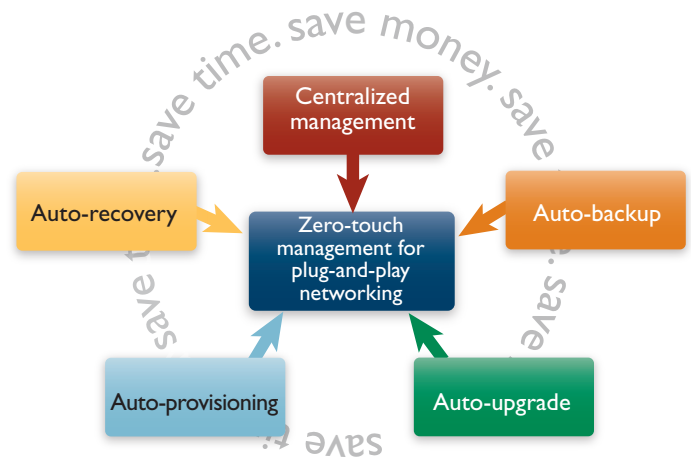 save time. save money. save
Centralized
management
Auto-recovery
Zero-touch
management for
plug-and-play
networking
Auto-backup
save
save
Auto-provisioning
Auto-upgrade
save